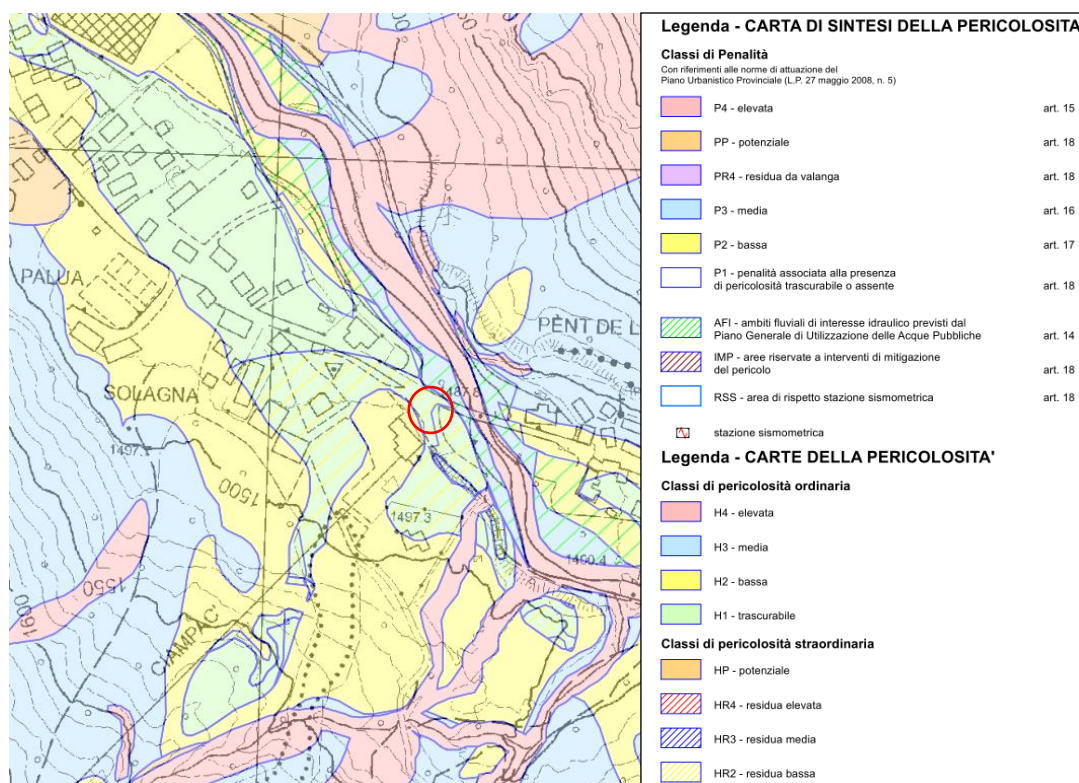 Legenda - CARTA DI SINTESI DELLA PERICOLOSITA
Classi di Penalità
Con riferimenti alle norme di attuazione del
Piano Urbanistico Provinciale (L.P. 27 maggio 2008, n. 5)
P4 - elevata art. 15
PP - potenziale art. 18
PR4 - residua da valanga art. 18
P3 - media art. 16
P2 - bassa art. 17
P1 - penalità associata alla presenza
di pericolosità trascurabile o assente art. 18
AFI - ambiti fluviali di interesse idraulico previsti dal
Piano Generale di Utilizzazione delle Acque Pubbliche art. 14
IMP - aree riservate a interventi di mitigazione
del pericolo art. 18
RSS - area di rispetto stazione sismometrica art. 18
stazione sismometrica
Legenda - CARTE DELLA PERICOLOSITA'
Classi di pericolosità ordinaria
H4 - elevata
H3 - media
H2 - bassa
H1 - trascurabile
Classi di pericolosità straordinaria
HP - potenziale
HR4 - residua elevata
HR3 - residua media
HR2 - residua bassa
1500
PALUA
PËNT DE L
SOLAGNA
1500
1497.3
1550
1600
CIAMPAC'